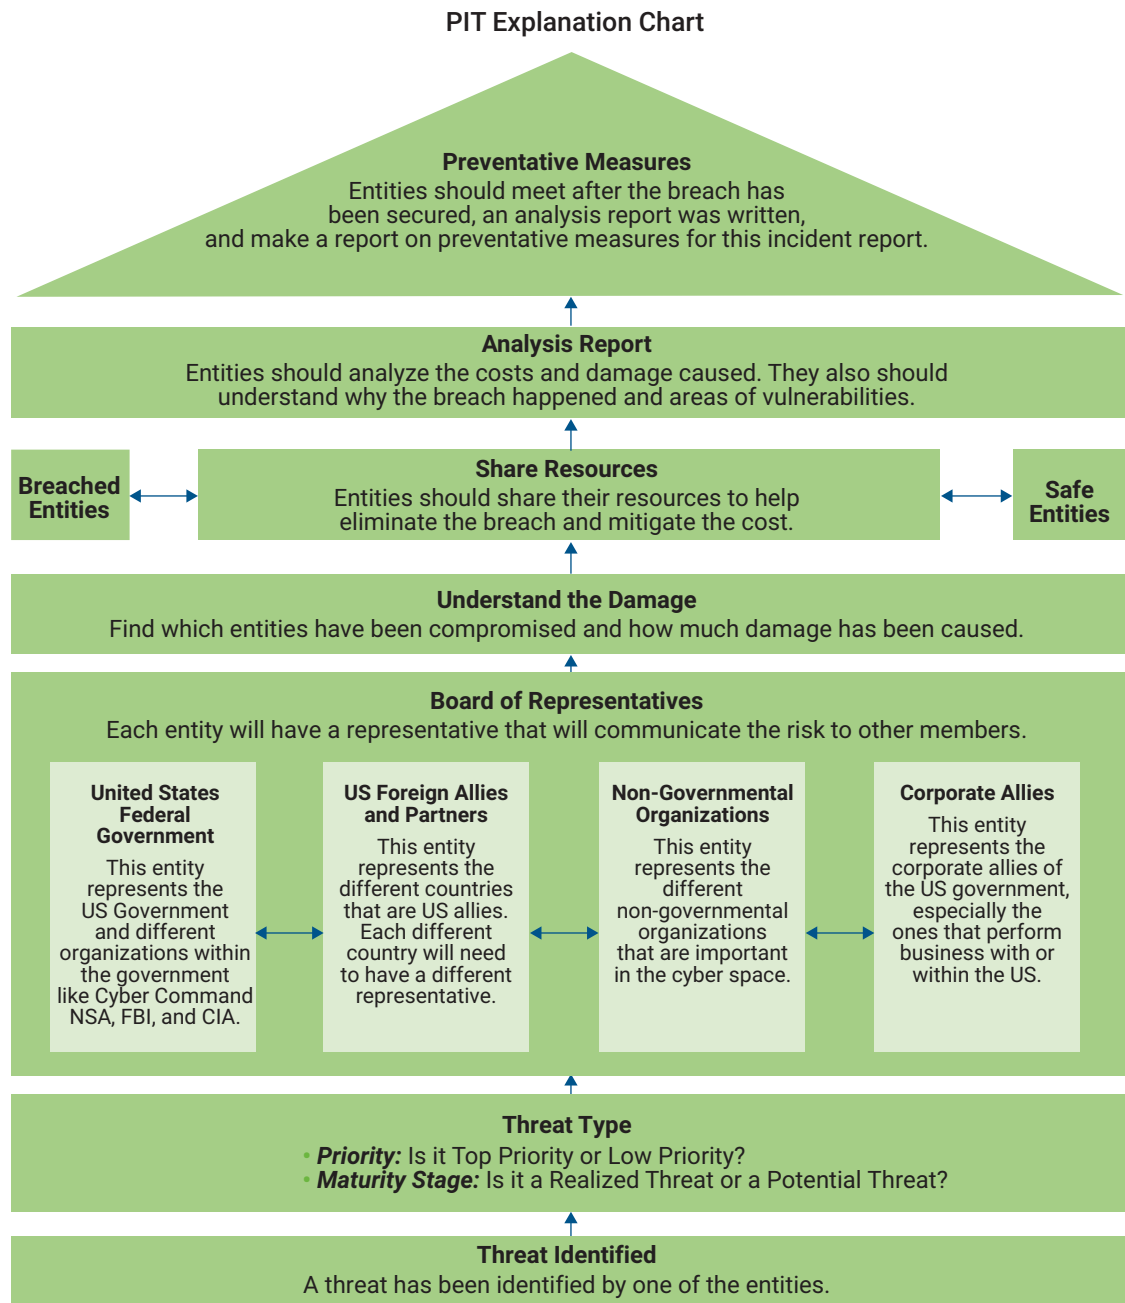 PIT Explanation Chart
Preventative Measures
Entities should meet after the breach has
been secured, an analysis report was written,
and make a report on preventative measures for this incident report.
Analysis Report
Entities should analyze the costs and damage caused. They also should
understand why the breach happened and areas of vulnerabilities.
Breached
Entities
Share Resources
Entities should share their resources to help
eliminate the breach and mitigate the cost.
Safe
Entities
Understand the Damage
Find which entities have been compromised and how much damage has been caused.
Board of Representatives
Each entity will have a representative that will communicate the risk to other members.
United States
Federal
Government
This entity
represents the
US Government
and different
organizations within
the government
like Cyber Command
NSA, FBI, and CIA.
US Foreign Allies
and Partners
This entity
represents the
different countries
that are US allies.
Each different
country will need
to have a different
representative.
Non-Governmental
Organizations
This entity
represents the
different
non-governmental
organizations
that are important
in the cyber space.
Corporate Allies
This entity
represents the
corporate allies of
the US government,
especially the
ones that perform
business with or
within the US.
Threat Type
• Priority: Is it Top Priority or Low Priority?
• Maturity Stage: Is it a Realized Threat or a Potential Threat?
Threat Identified
A threat has been identified by one of the entities.